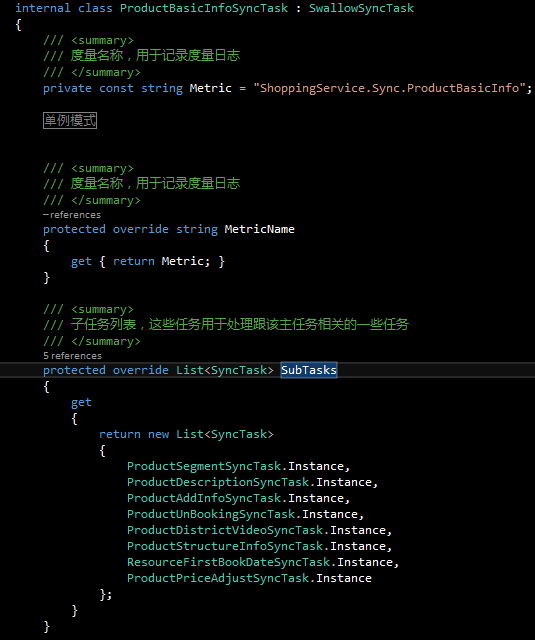 internal class ProductBasicInfoSyncTask : SwallowSyncTask
{
/// <summary>
/// 度量名称，用于记录度量日志
/// </summary>
private const string Metric = "ShoppingService.Sync.ProductBasicInfo";
单例模式
/// <summary>
/// 度量名称，用于记录度量日志
/// </summary>
— references
protected override string MetricName
{
get { return Metric; }
}
/// <summary>
/// 子任务列表，这些任务用于处理跟该主任务相关的一些任务
/// </summary>
5 references
protected override List<SyncTask> SubTasks
{
get
{
return new List<SyncTask>
{
ProductSegmentSyncTask.Instance,
ProductDescriptionSyncTask.Instance,
ProductAddInfoSyncTask.Instance,
ProductUnBookingSyncTask.Instance,
ProductDistrictVideoSyncTask.Instance,
ProductStructureInfoSyncTask.Instance,
ResourceFirstBookDateSyncTask.Instance,
ProductPriceAdjustSyncTask.Instance
};
}
}